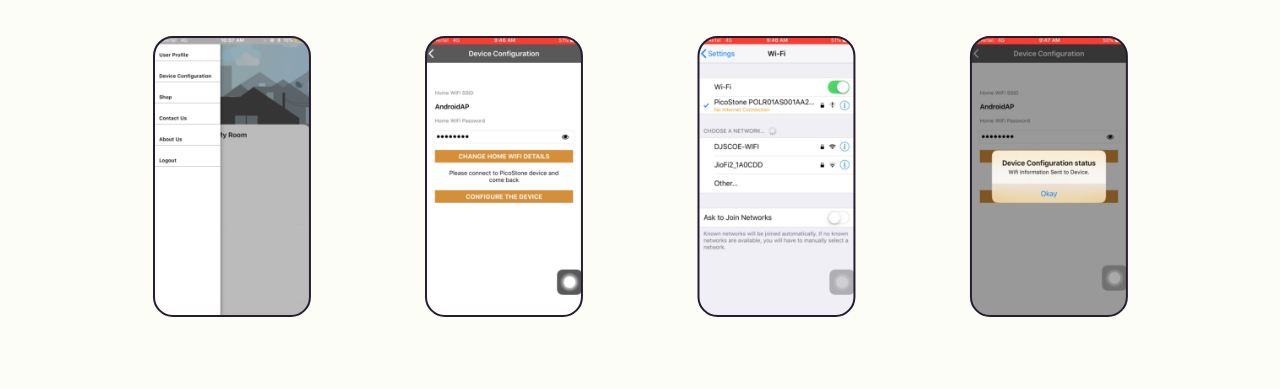 10:57 AM
User Profile
Device Configuration
Shop
Contact Us
My Room
About Us
Logout
9:46 AM
Device Configuration
Home WiFi SSID
AndroidAP
Home WiFi Password
••••••••
CHANGE HOME WIFI DETAILS
Please connect to PicoStone device and
come back
CONFIGURE THE DEVICE
9:46 AM
Settings
Wi-Fi
Wi-Fi
PicoStone POLR01AS001AA2...
No Internet Connection
CHOOSE A NETWORK...
DJSCOE-WIFI
JioFi2_1A0CDD
Other...
Ask to Join Networks
Known networks will be joined automatically. If no known
networks are available, you will have to manually select a
network.
9:47 AM
Device Configuration
Home WiFi SSID
AndroidAP
Home WiFi Password
••••••••
Device Configuration status
Wifi Information Sent to Device.
Okay